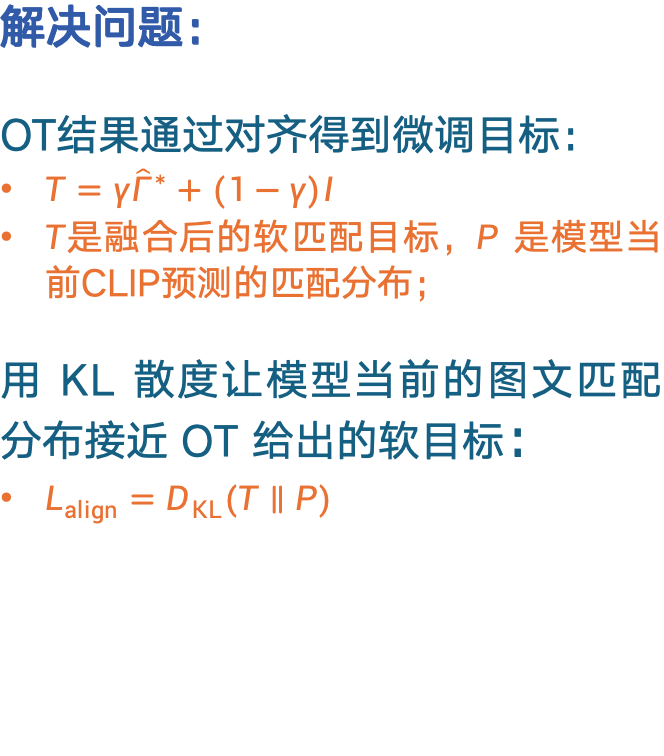 解决问题：
OT结果通过对齐得到微调目标：
• T = γΓ̂* + (1 − γ)I
• T是融合后的软匹配目标，P 是模型当
前CLIP预测的匹配分布；
用 KL 散度让模型当前的图文匹配
分布接近 OT 给出的软目标：
• L_align = D_KL(T ∥ P)